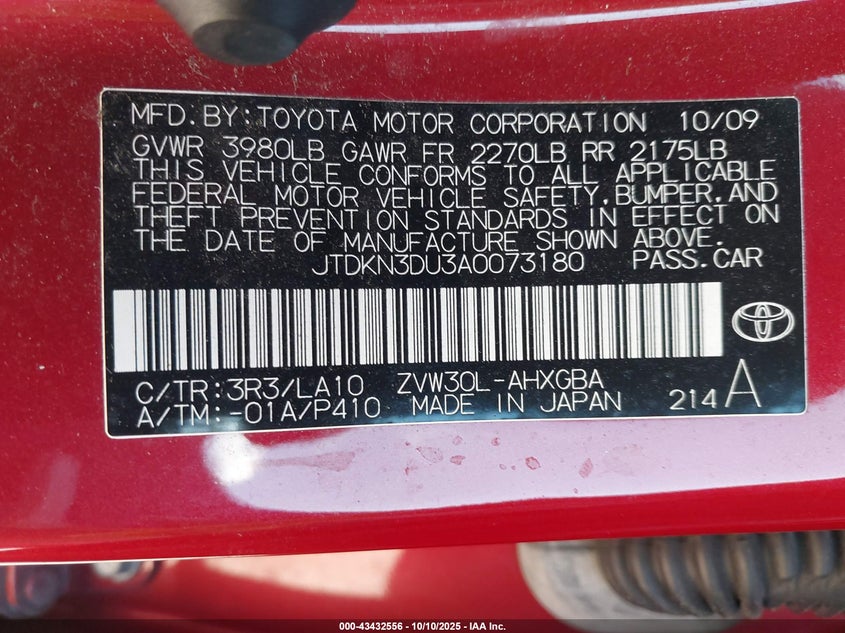 MFD. BY: TOYOTA MOTOR CORPORATION 10/09
GVWR 3980LB GAWR FR 2270LB RR 2175LB
THIS VEHICLE CONFORMS TO ALL APPLICABLE
FEDERAL MOTOR VEHICLE SAFETY, BUMPER, AND
THEFT PREVENTION STANDARDS IN EFFECT ON
THE DATE OF MANUFACTURE SHOWN ABOVE.
JTDKN3DU3A0073180 PASS. CAR
C/TR: 3R3/LA10 ZVW30L-AHXGBA
A/TM: -01A/P410 MADE IN JAPAN 214 A
000-43432556 - 10/10/2025 - IAA Inc.